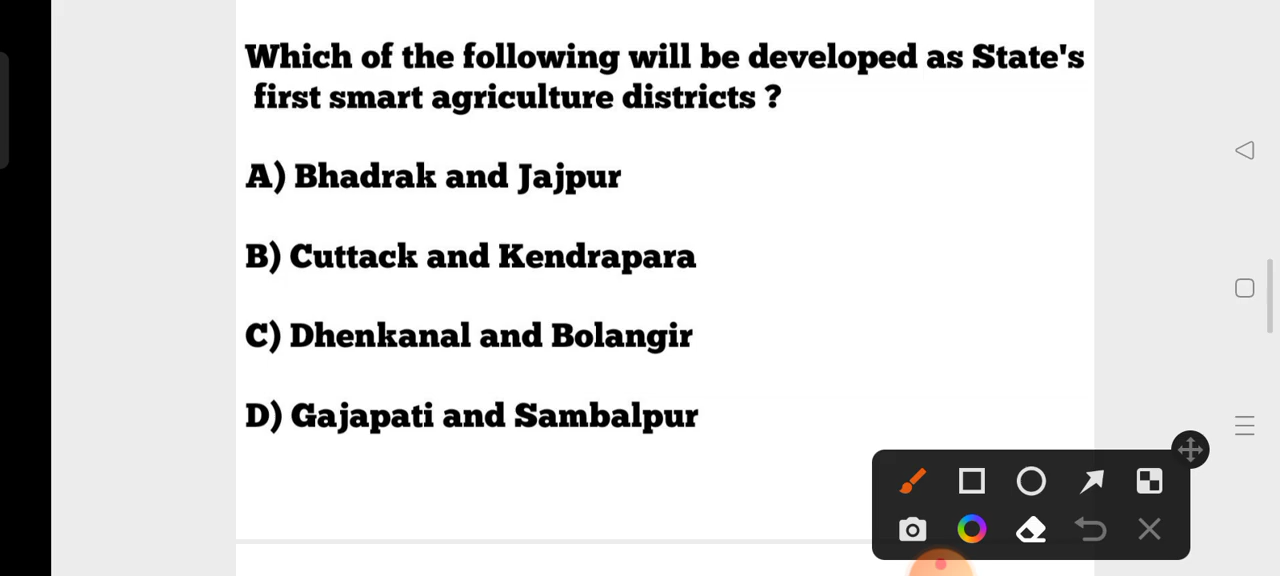 Which of the following will be developed as State's
first smart agriculture districts ?
A) Bhadrak and Jajpur
B) Cuttack and Kendrapara
C) Dhenkanal and Bolangir
D) Gajapati and Sambalpur